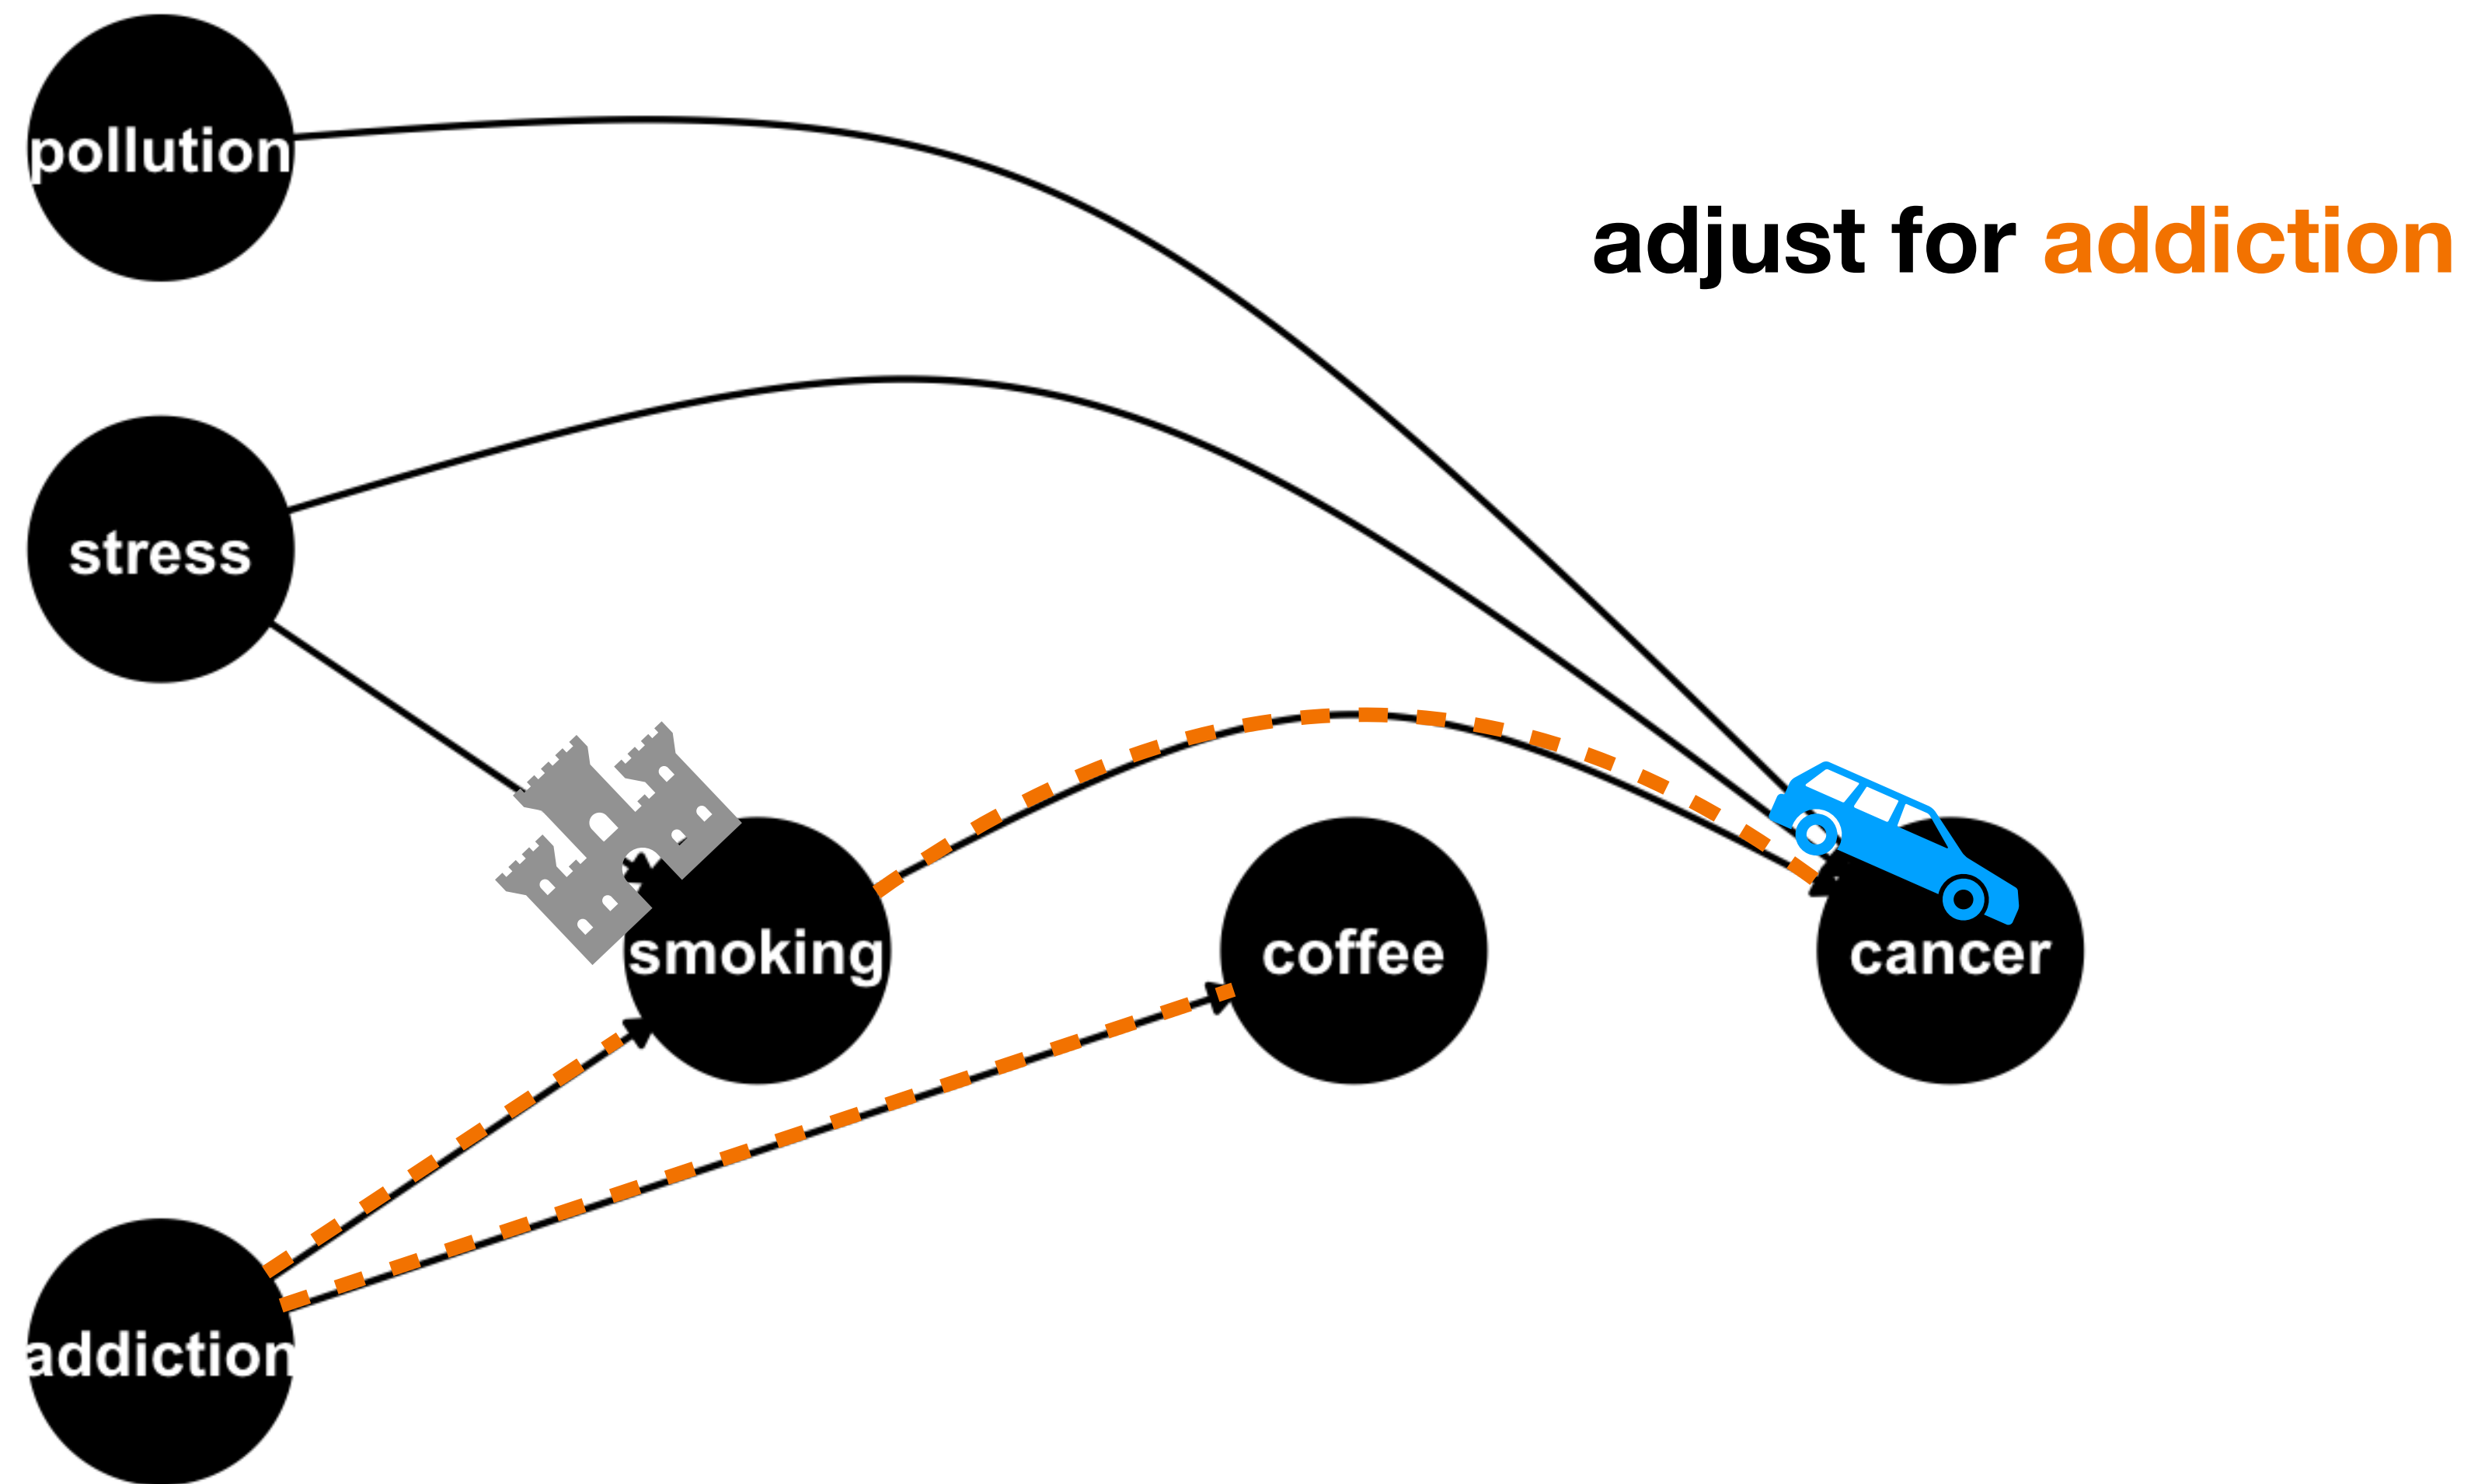 pollution
adjust for addiction
stress
smoking
coffee
cancer
addiction